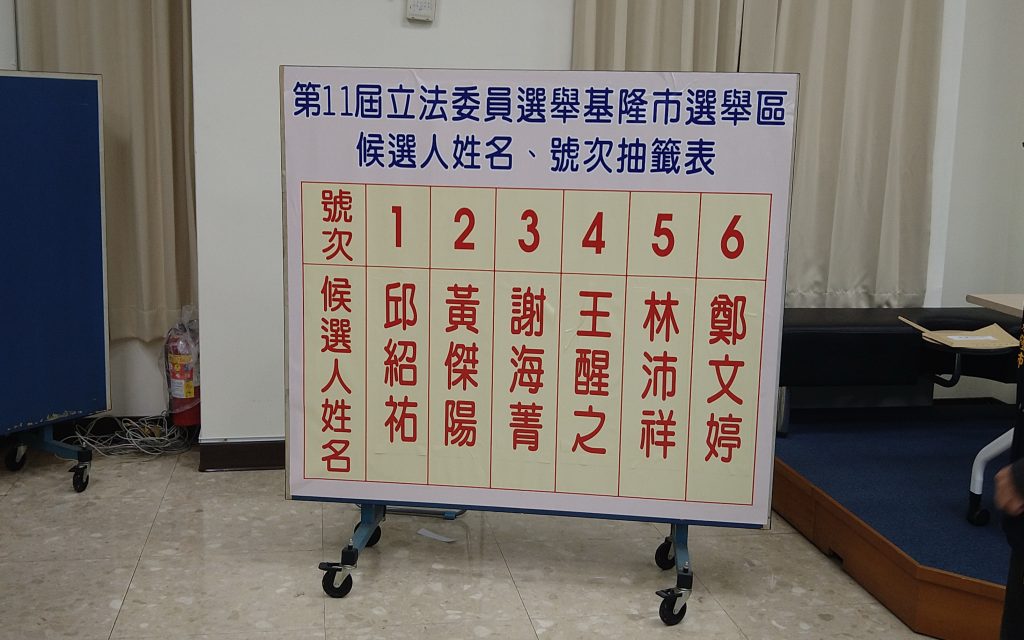 第11屆立法委員選舉基隆市選舉區
候選人姓名、號次抽籤表
號次 1 2 3 4 5 6
候選人姓名 邱紹祐 黃傑陽 謝海菁 王醒之 林沛祥 鄭文婷